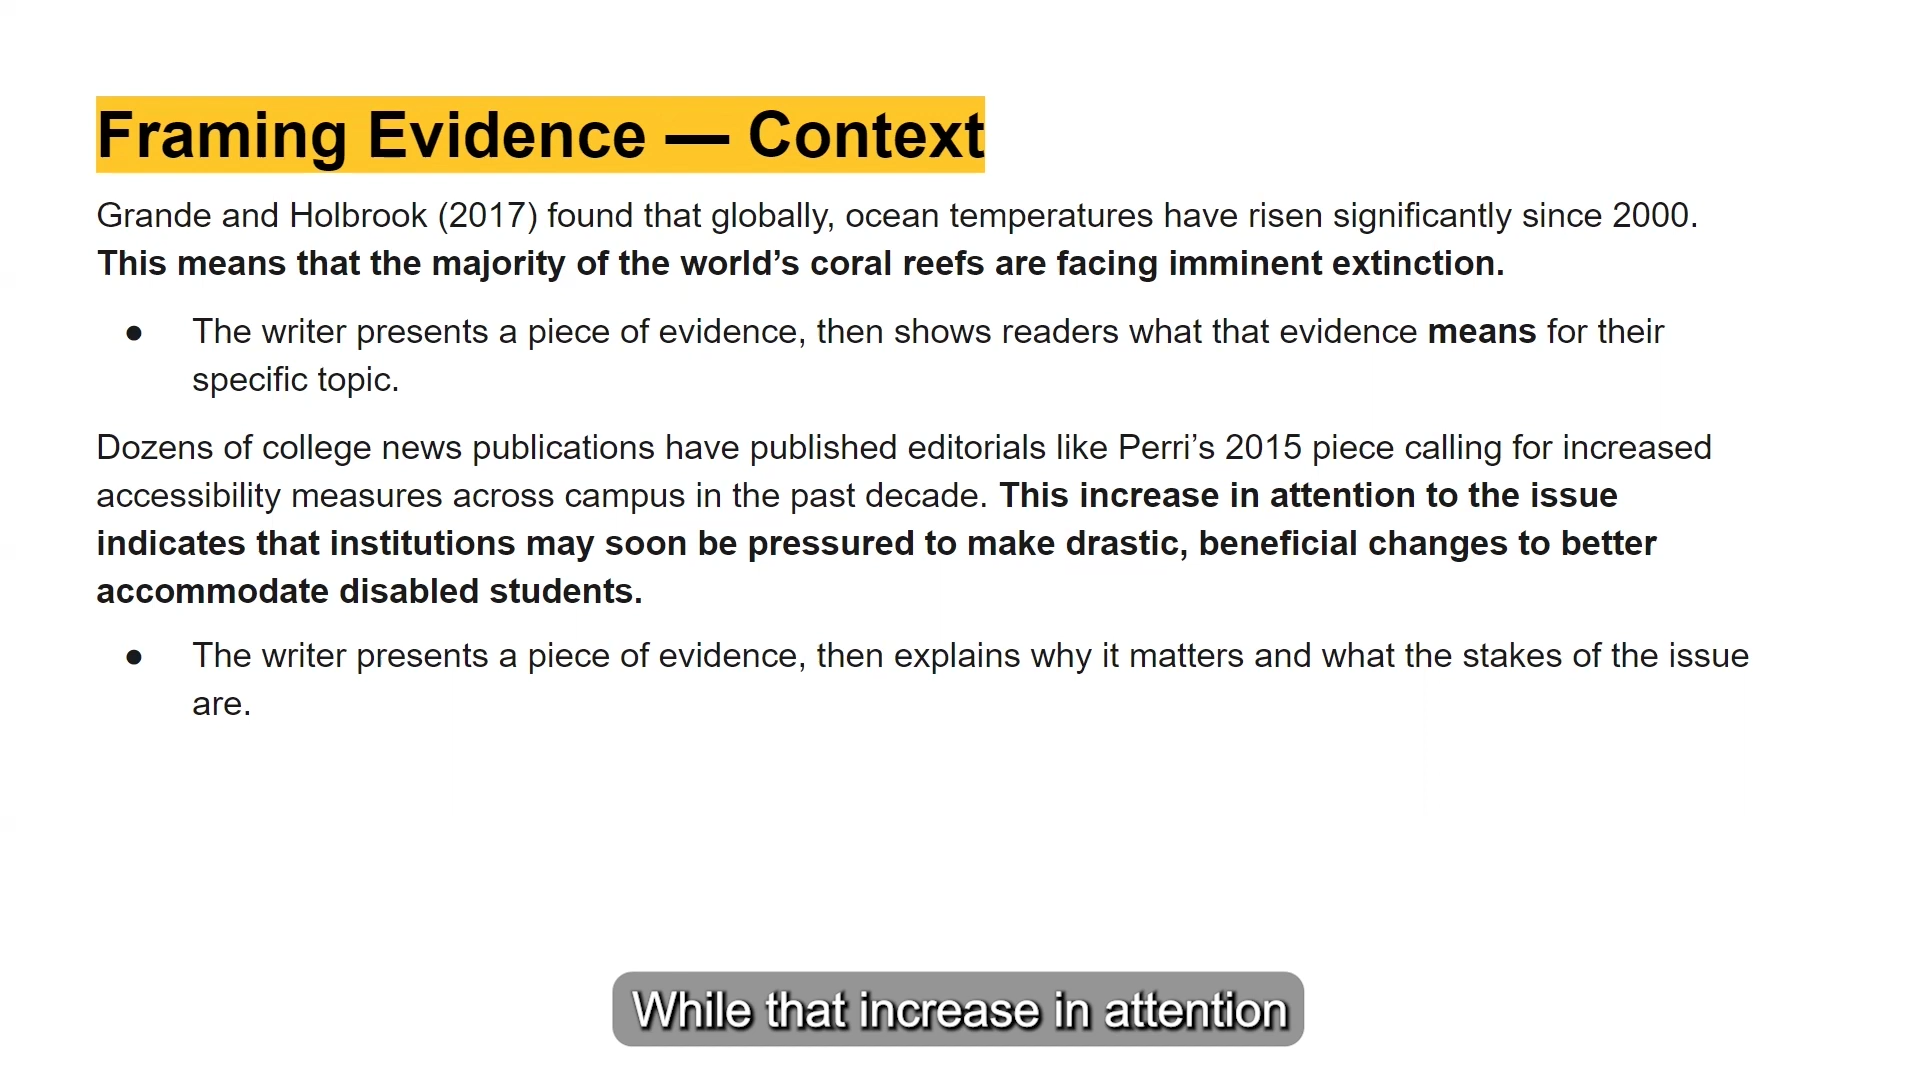 Framing Evidence — Context
Grande and Holbrook (2017) found that globally, ocean temperatures have risen significantly since 2000.
This means that the majority of the world’s coral reefs are facing imminent extinction.
● The writer presents a piece of evidence, then shows readers what that evidence means for their
specific topic.
Dozens of college news publications have published editorials like Perri’s 2015 piece calling for increased
accessibility measures across campus in the past decade. This increase in attention to the issue
indicates that institutions may soon be pressured to make drastic, beneficial changes to better
accommodate disabled students.
● The writer presents a piece of evidence, then explains why it matters and what the stakes of the issue
are.
While that increase in attention